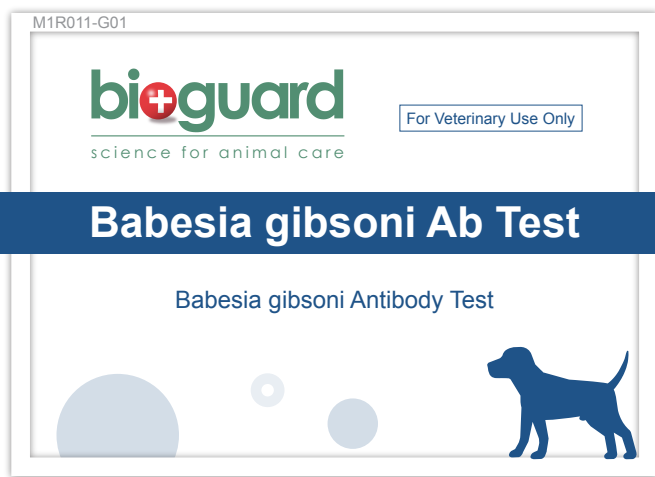 M1R011-G01
bioguard
science for animal care
For Veterinary Use Only
Babesia gibsoni Ab Test
Babesia gibsoni Antibody Test